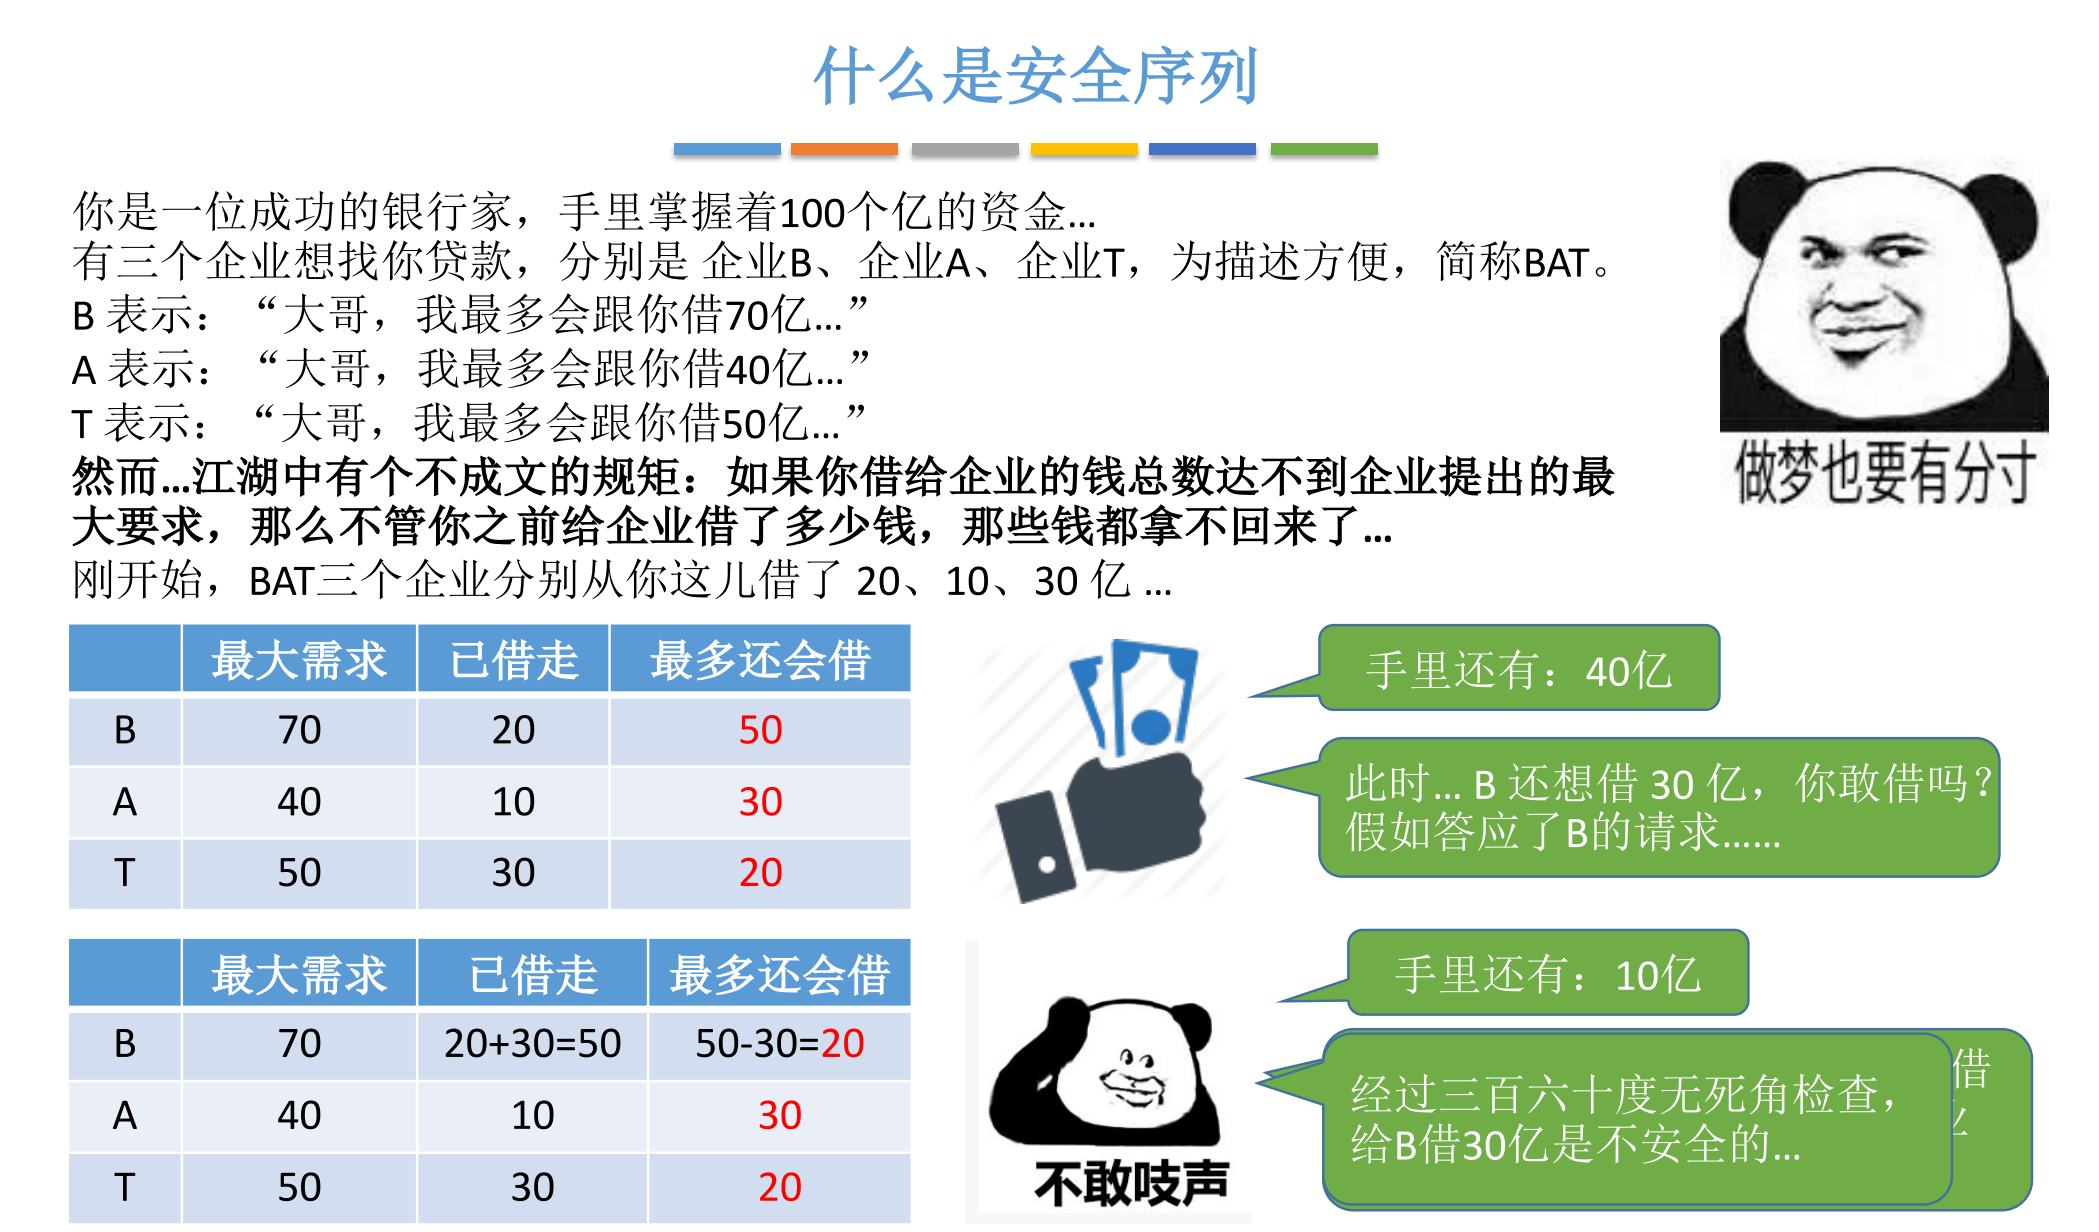 什么是安全序列
你是一位成功的银行家，手里掌握着100个亿的资金...
有三个企业想找你贷款，分别是 企业B、企业A、企业T，为描述方便，简称BAT。
B 表示：“大哥，我最多会跟你借70亿...”
A 表示：“大哥，我最多会跟你借40亿...”
T 表示：“大哥，我最多会跟你借50亿...”
然而...江湖中有个不成文的规矩：如果你借给企业的钱总数达不到企业提出的最
大要求，那么不管你之前给企业借了多少钱，那些钱都拿不回来了...
刚开始，BAT三个企业分别从你这儿借了 20、10、30 亿 ...
做梦也要有分寸
最大需求 已借走 最多还会借
B 70 20 50
A 40 10 30
T 50 30 20
手里还有：40亿
此时... B 还想借 30 亿，你敢借吗？
假如答应了B的请求......
最大需求 已借走 最多还会借
B 70 20+30=50 50-30=20
A 40 10 30
T 50 30 20
不敢吱声
手里还有：10亿
借
经过三百六十度无死角检查，
给B借30亿是不安全的...